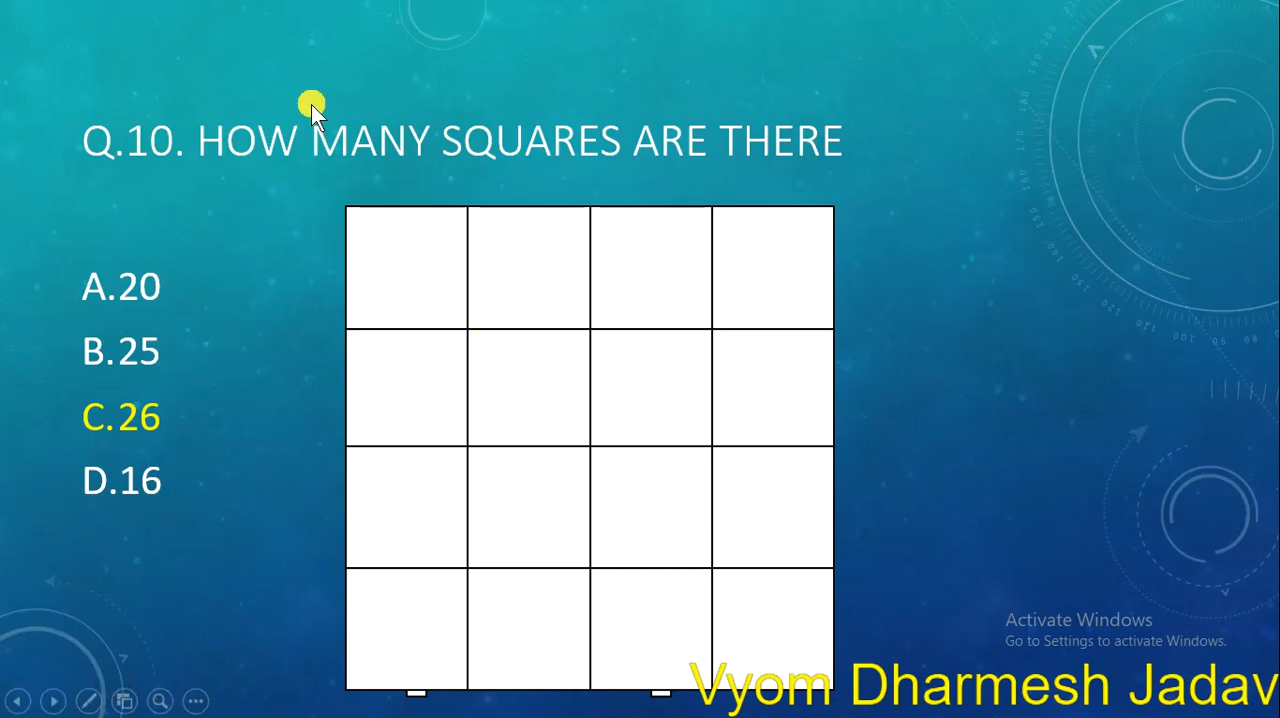 Q.10. HOW MANY SQUARES ARE THERE
A.20
B.25
C.26
D.16
Activate Windows
Go to Settings to activate Windows.
Vyom Dharmesh Jadav